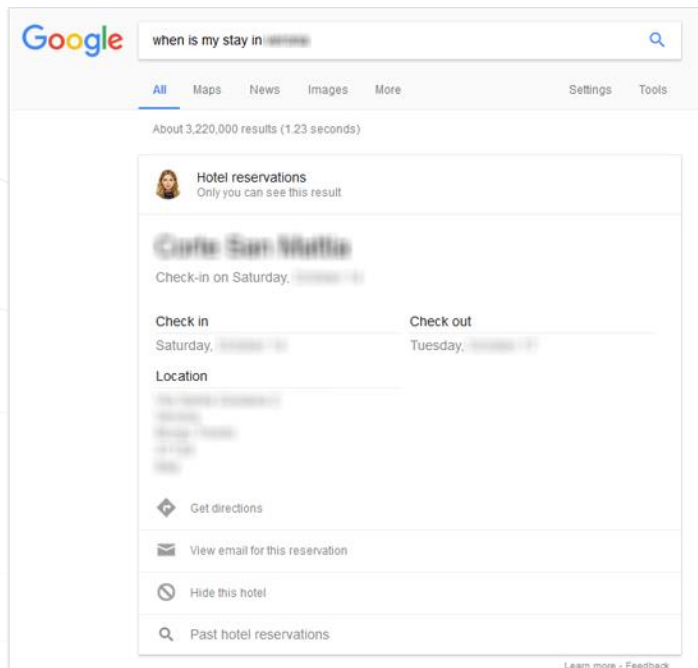 Google
when is my stay in
All Maps News Images More Settings Tools
About 3,220,000 results (1.23 seconds)
Hotel reservations
Only you can see this result
Check-in on Saturday,
Check in Check out
Saturday, Tuesday,
Location
Get directions
View email for this reservation
Hide this hotel
Past hotel reservations
Learn more - Feedback